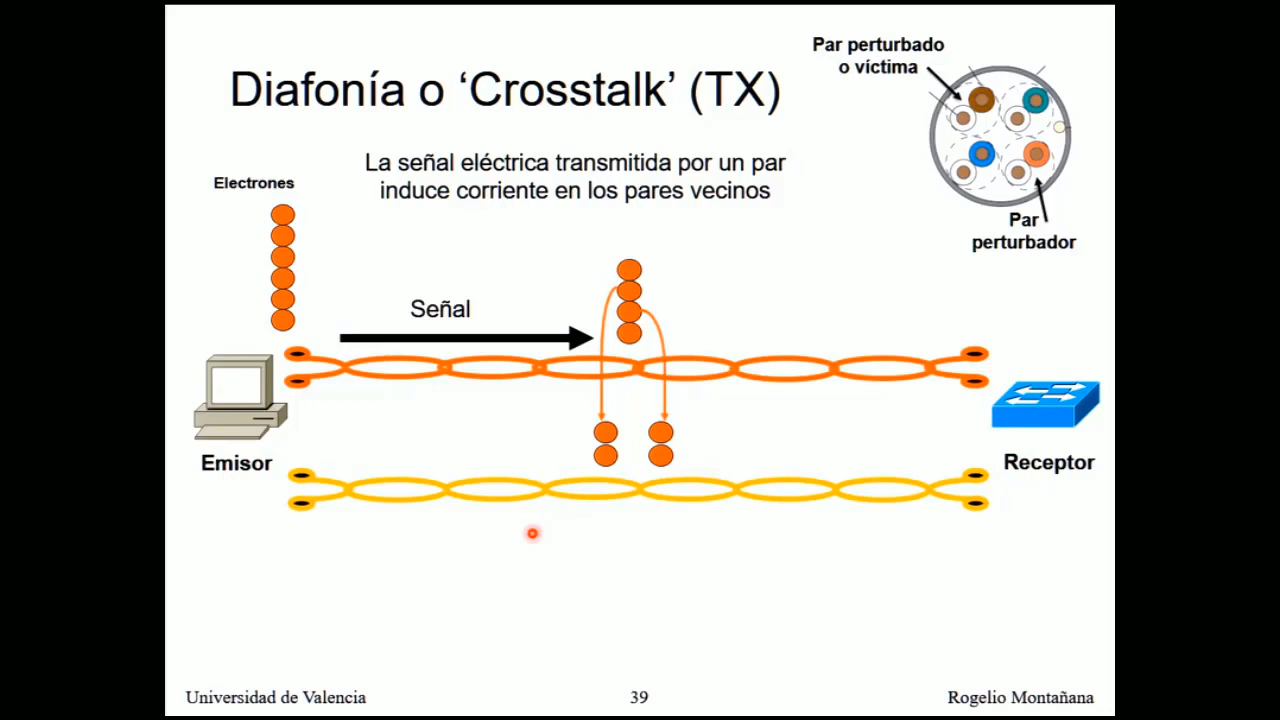 Par perturbado
o víctima
Diafonía o ‘Crosstalk’ (TX)
La señal eléctrica transmitida por un par
induce corriente en los pares vecinos
Electrones
Par
perturbador
Señal
Emisor
Receptor
Universidad de Valencia
39
Rogelio Montañana